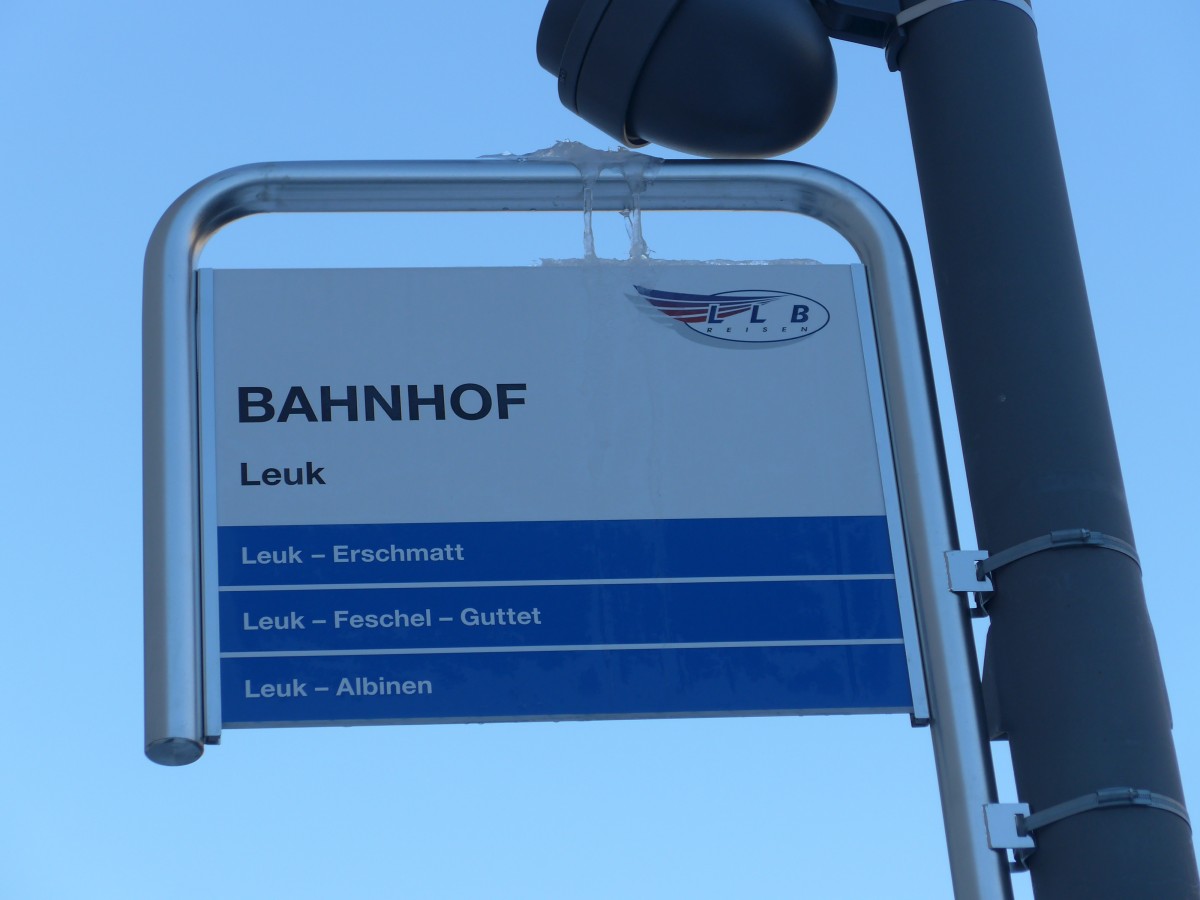 LLB
REISEN
BAHNHOF
Leuk
Leuk – Erschmatt
Leuk – Feschel – Guttet
Leuk – Albinen